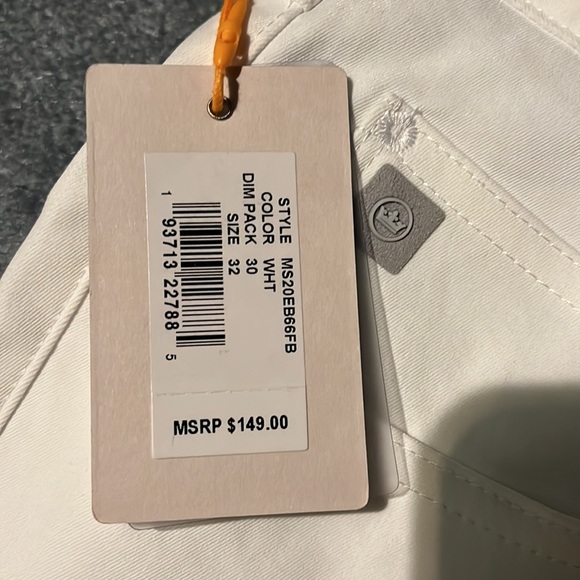 STYLE MS20EB66FB
COLOR WHT
DIM PACK 30
SIZE 32
1 93713 22788 5
MSRP $149.00